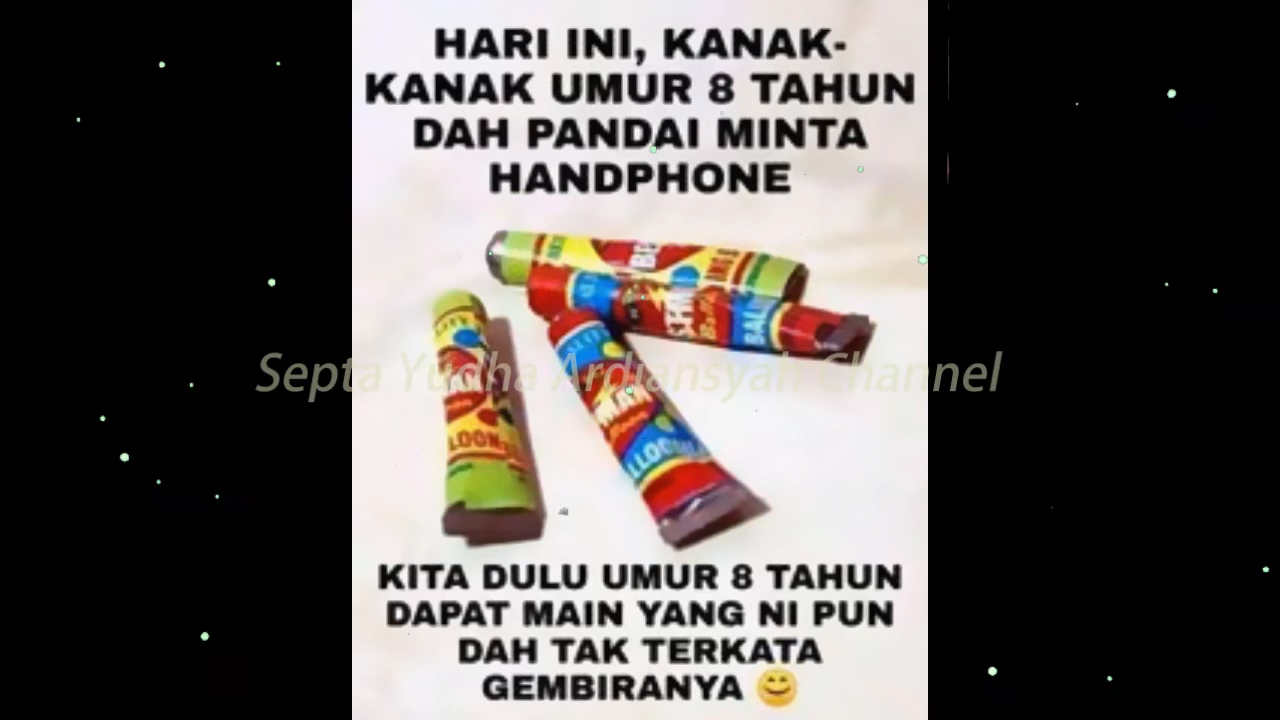 HARI INI, KANAK-
KANAK UMUR 8 TAHUN
DAH PANDAI MINTA
HANDPHONE
Septa Yudha Ardiansyah Channel
KITA DULU UMUR 8 TAHUN
DAPAT MAIN YANG NI PUN
DAH TAK TERKATA
GEMBIRANYA 😊